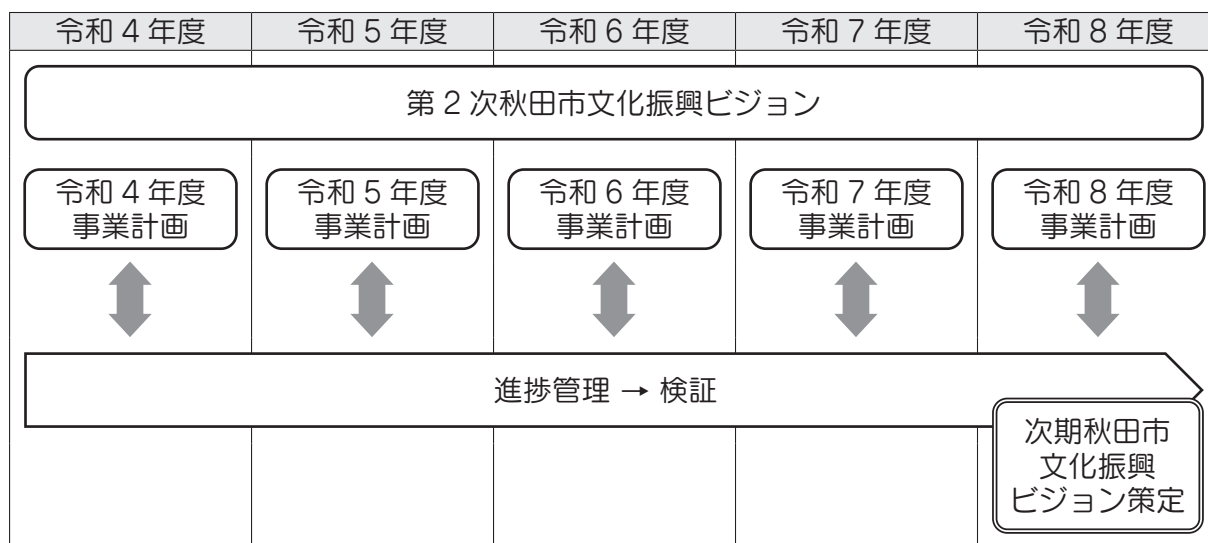 令和4年度
令和5年度
令和6年度
令和7年度
令和8年度
第2次秋田市文化振興ビジョン
令和4年度
事業計画
令和5年度
事業計画
令和6年度
事業計画
令和7年度
事業計画
令和8年度
事業計画
進捗管理 → 検証
次期秋田市
文化振興
ビジョン策定